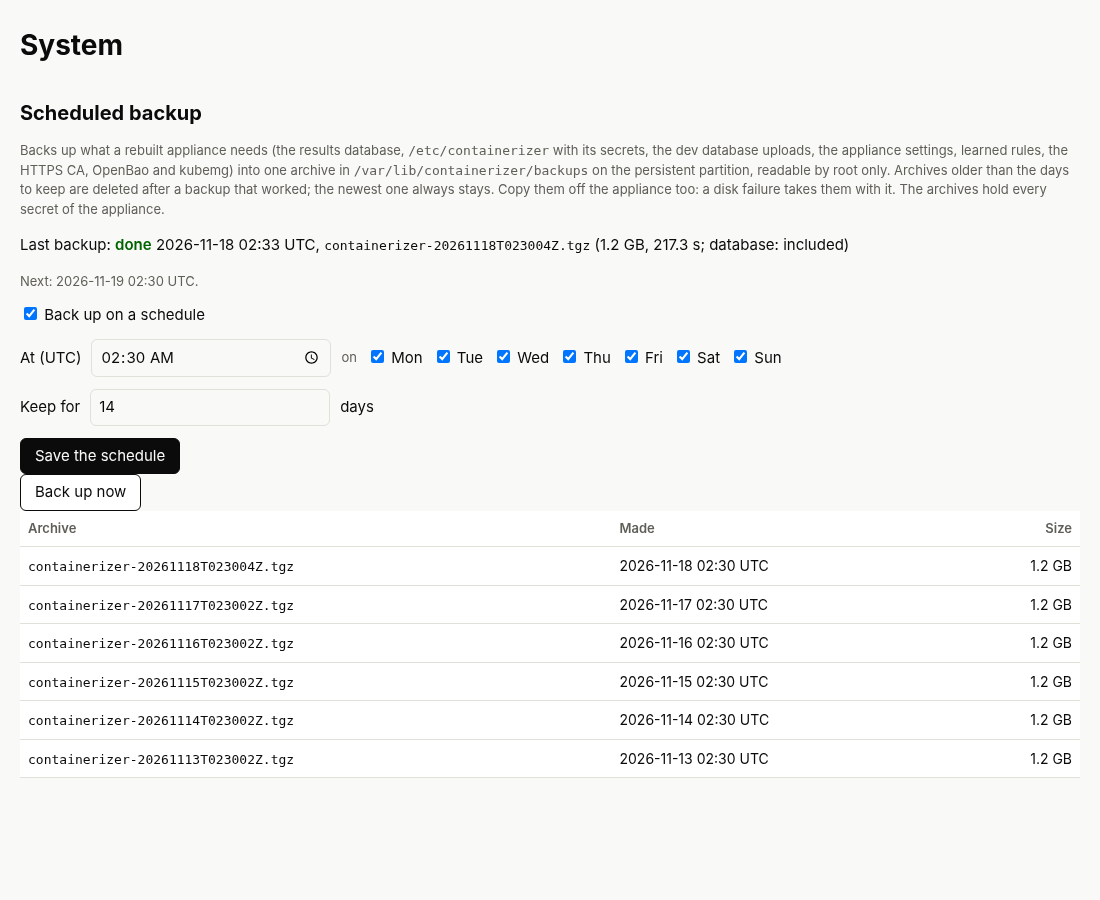 System
Scheduled backup
Backs up what a rebuilt appliance needs (the results database, /etc/containerizer with its secrets, the dev database uploads, the appliance settings, learned rules, the
HTTPS CA, OpenBao and kubemg) into one archive in /var/lib/containerizer/backups on the persistent partition, readable by root only. Archives older than the days
to keep are deleted after a backup that worked; the newest one always stays. Copy them off the appliance too: a disk failure takes them with it. The archives hold every
secret of the appliance.
Last backup: done 2026-11-18 02:33 UTC, containerizer-20261118T023004Z.tgz (1.2 GB, 217.3 s; database: included)
Next: 2026-11-19 02:30 UTC.
Back up on a schedule
At (UTC) 02:30 AM on Mon Tue Wed Thu Fri Sat Sun
Keep for 14 days
Save the schedule
Back up now
Archive Made Size
containerizer-20261118T023004Z.tgz 2026-11-18 02:30 UTC 1.2 GB
containerizer-20261117T023002Z.tgz 2026-11-17 02:30 UTC 1.2 GB
containerizer-20261116T023002Z.tgz 2026-11-16 02:30 UTC 1.2 GB
containerizer-20261115T023002Z.tgz 2026-11-15 02:30 UTC 1.2 GB
containerizer-20261114T023002Z.tgz 2026-11-14 02:30 UTC 1.2 GB
containerizer-20261113T023002Z.tgz 2026-11-13 02:30 UTC 1.2 GB